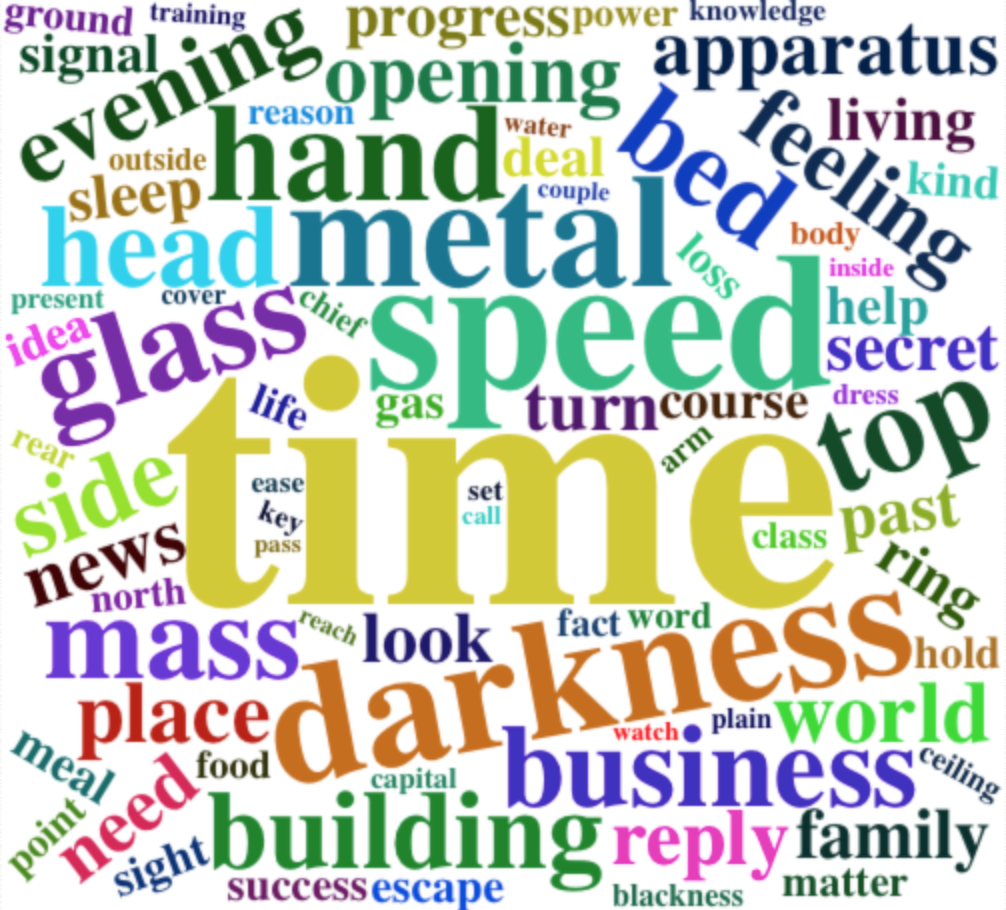 ground
training
progress
power
knowledge
signal
evening
opening
apparatus
reason
hand
water
deal
couple
bed
feeling
living
kind
outside
sleep
head
metal
loss
body
inside
present
cover
chief
speed
help
idea
glass
secret
life
gas
turn
course
dress
top
rear
side
time
arm
ease
key
pass
set
call
class
past
news
north
ring
mass
reach
look
fact
word
darkness
hold
place
watch
plain
world
meal
food
capital
business
ceiling
point
need
sight
building
reply
family
success
escape
blackness
matter